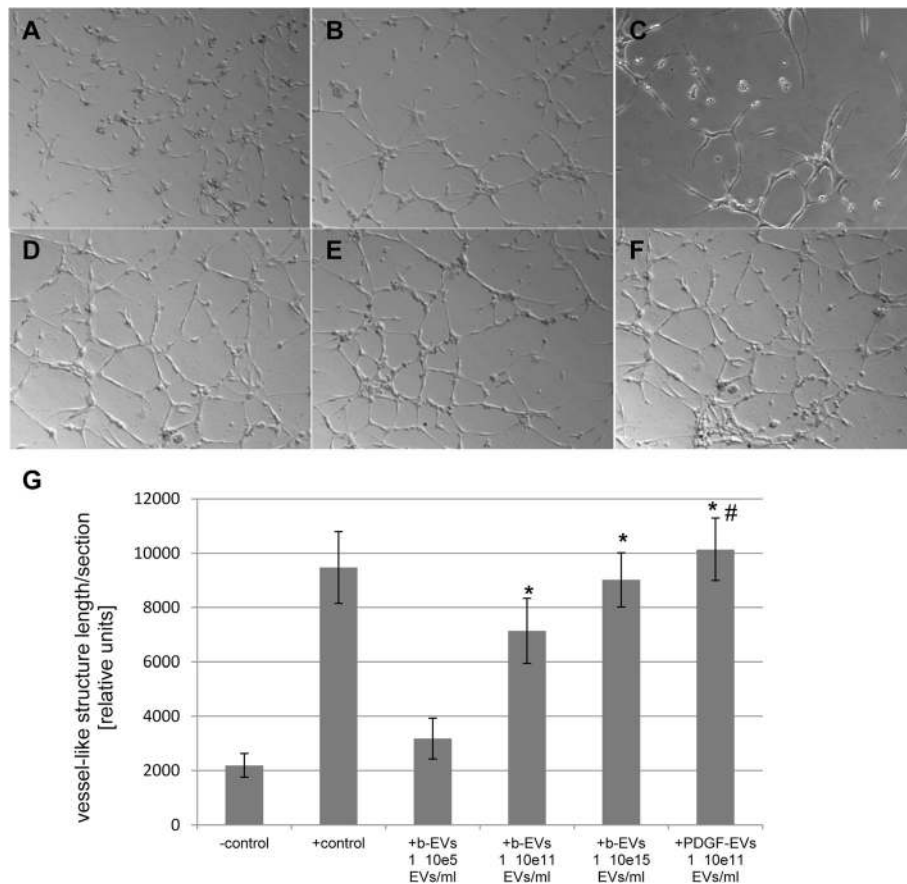 A
B
C
D
E
F
G
vessel-like structure length/section
[relative units]
12000
10000
8000
6000
4000
2000
0
*
*
* #
-control
+control
+b-EVs
1 10e5
EVs/ml
+b-EVs
1 10e11
EVs/ml
+b-EVs
1 10e15
EVs/ml
+PDGF-EVs
1 10e11
EVs/ml